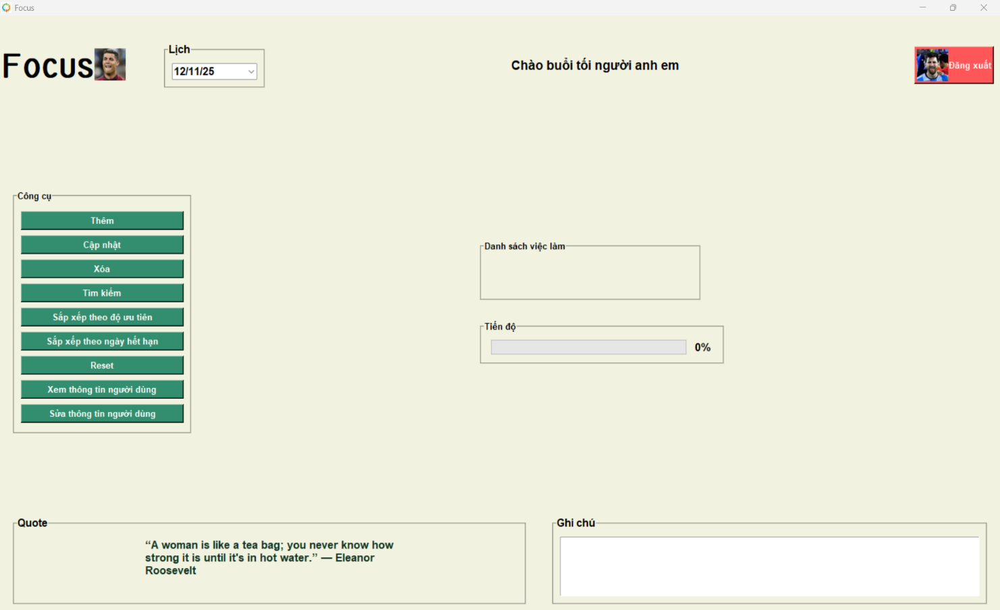 Focus
Focus
Lịch
12/11/25
Chào buổi tối người anh em
Đăng xuất
Công cụ
Thêm
Cập nhật
Xóa
Tìm kiếm
Sắp xếp theo độ ưu tiên
Sắp xếp theo ngày hết hạn
Reset
Xem thông tin người dùng
Sửa thông tin người dùng
Danh sách việc làm
Tiến độ
0%
Quote
“A woman is like a tea bag; you never know how
strong it is until it's in hot water.” — Eleanor
Roosevelt
Ghi chú